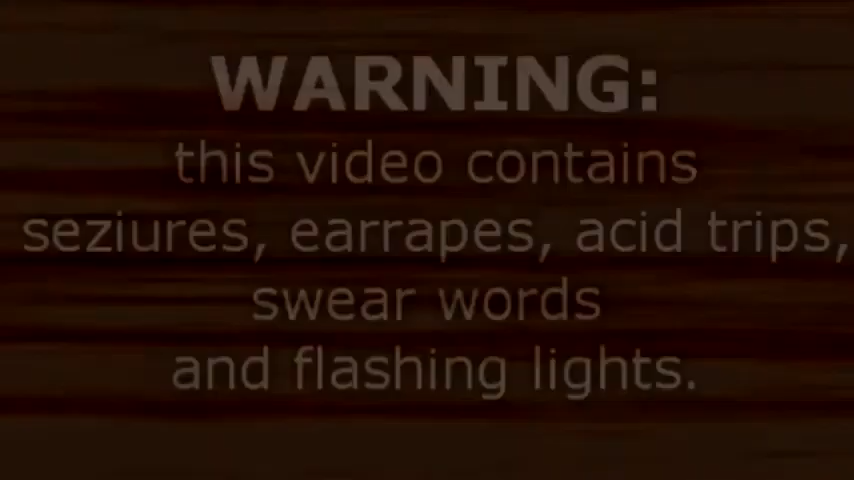 WARNING:
this video contains
seziures, earrapes, acid trips,
swear words
and flashing lights.